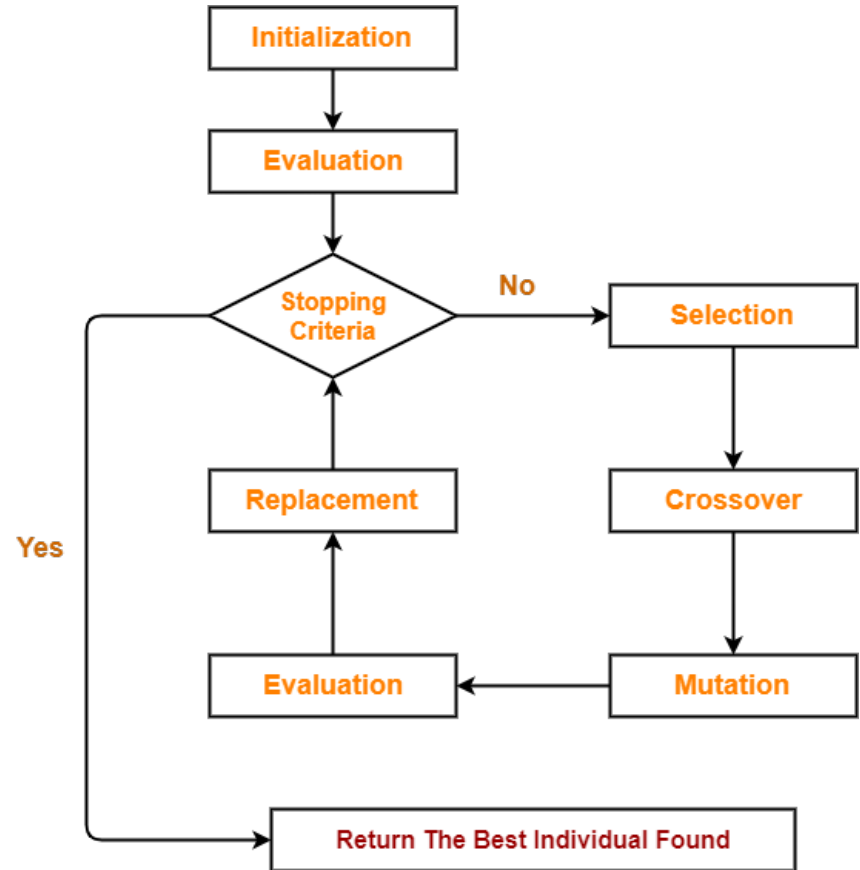 Initialization
Evaluation
Stopping
Criteria
No
Selection
Replacement
Crossover
Yes
Evaluation
Mutation
Return The Best Individual Found